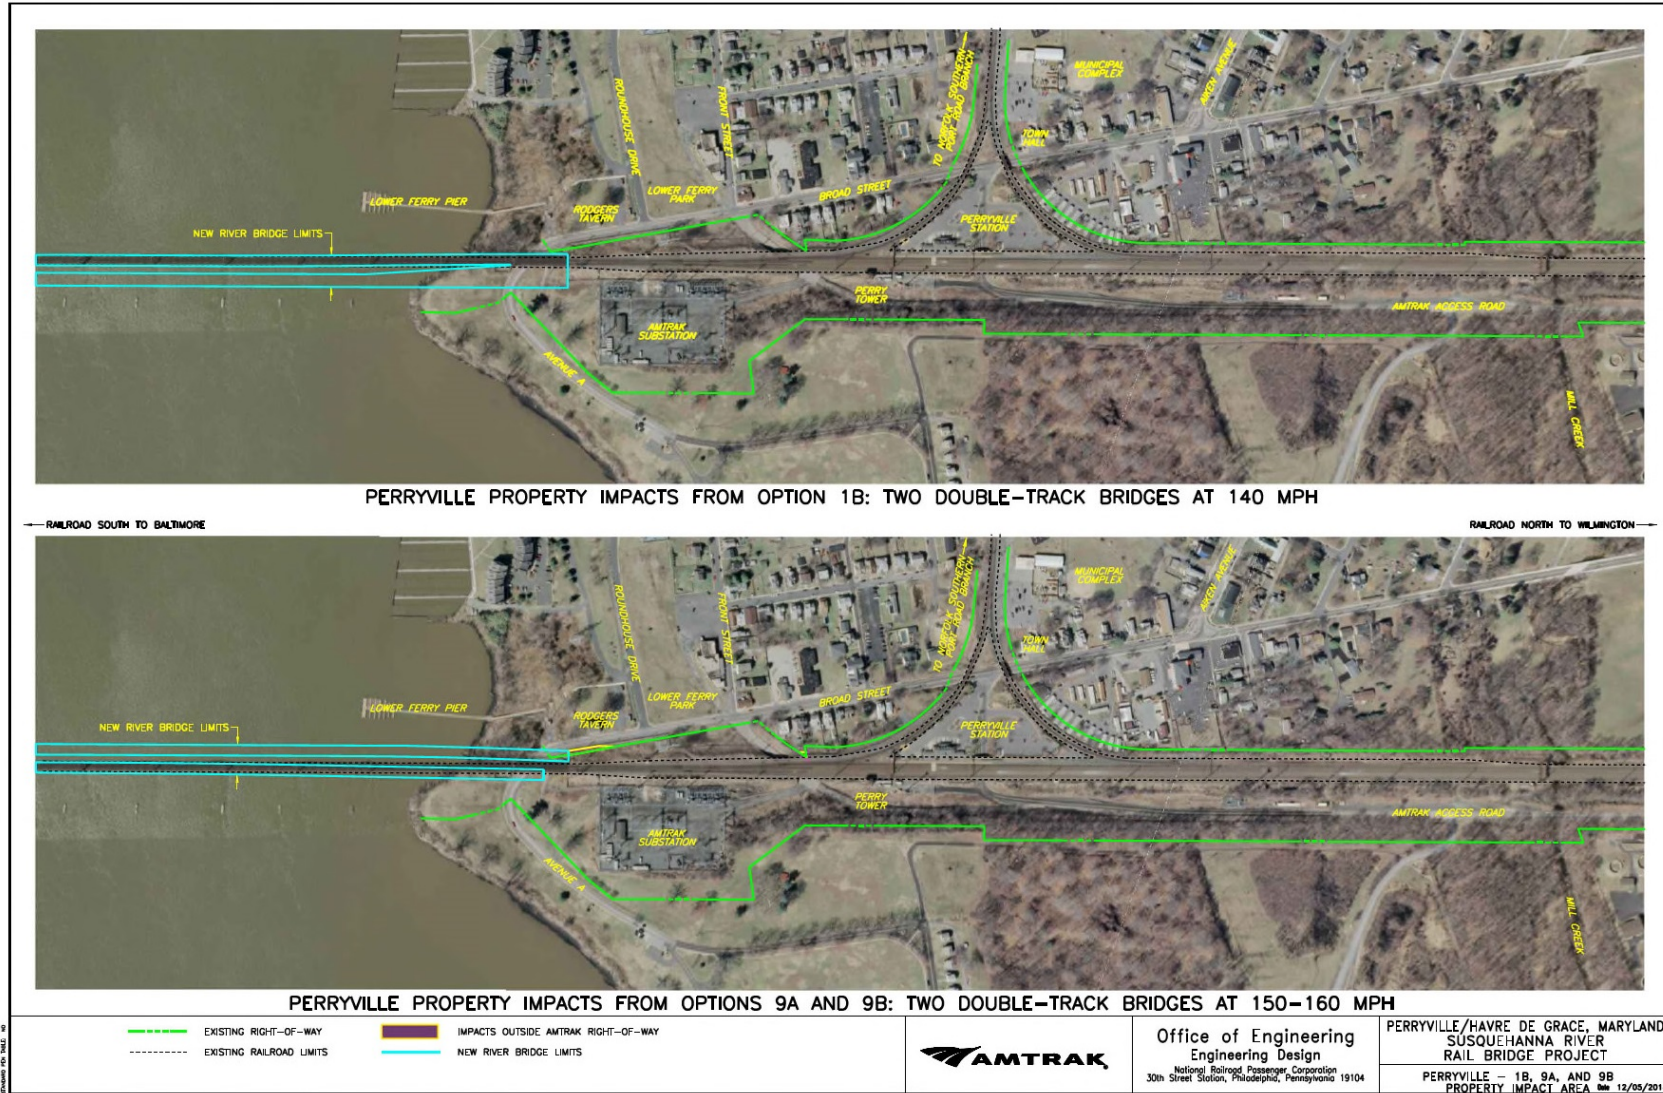 TO NORFOLK SOUTHERN
PORT ROAD BRANCH
MUNICIPAL
COMPLEX
AIKEN AVENUE
ROUNDHOUSE DRIVE
FRONT STREET
TOWN
HALL
LOWER FERRY
PARK
BROAD STREET
LOWER FERRY PIER
RODGERS
TAVERN
PERRYVILLE
STATION
NEW RIVER BRIDGE LIMITS
PERRY
TOWER
AMTRAK ACCESS ROAD
AMTRAK
SUBSTATION
AVENUE A
MILL CREEK
PERRYVILLE PROPERTY IMPACTS FROM OPTION 1B: TWO DOUBLE-TRACK BRIDGES AT 140 MPH
RAILROAD SOUTH TO BALTIMORE
RAILROAD NORTH TO WILMINGTON
TO NORFOLK SOUTHERN
PORT ROAD BRANCH
MUNICIPAL
COMPLEX
AIKEN AVENUE
ROUNDHOUSE DRIVE
FRONT STREET
TOWN
HALL
LOWER FERRY
PARK
BROAD STREET
LOWER FERRY PIER
RODGERS
TAVERN
PERRYVILLE
STATION
NEW RIVER BRIDGE LIMITS
PERRY
TOWER
AMTRAK ACCESS ROAD
AMTRAK
SUBSTATION
AVENUE A
MILL CREEK
PERRYVILLE PROPERTY IMPACTS FROM OPTIONS 9A AND 9B: TWO DOUBLE-TRACK BRIDGES AT 150-160 MPH
EXISTING RIGHT-OF-WAY
IMPACTS OUTSIDE AMTRAK RIGHT-OF-WAY
EXISTING RAILROAD LIMITS
NEW RIVER BRIDGE LIMITS
AMTRAK
Office of Engineering
Engineering Design
National Railroad Passenger Corporation
30th Street Station, Philadelphia, Pennsylvania 19104
PERRYVILLE/HAVRE DE GRACE, MARYLAND
SUSQUEHANNA RIVER
RAIL BRIDGE PROJECT
PERRYVILLE - 1B, 9A, AND 9B
PROPERTY IMPACT AREA Date 12/05/201